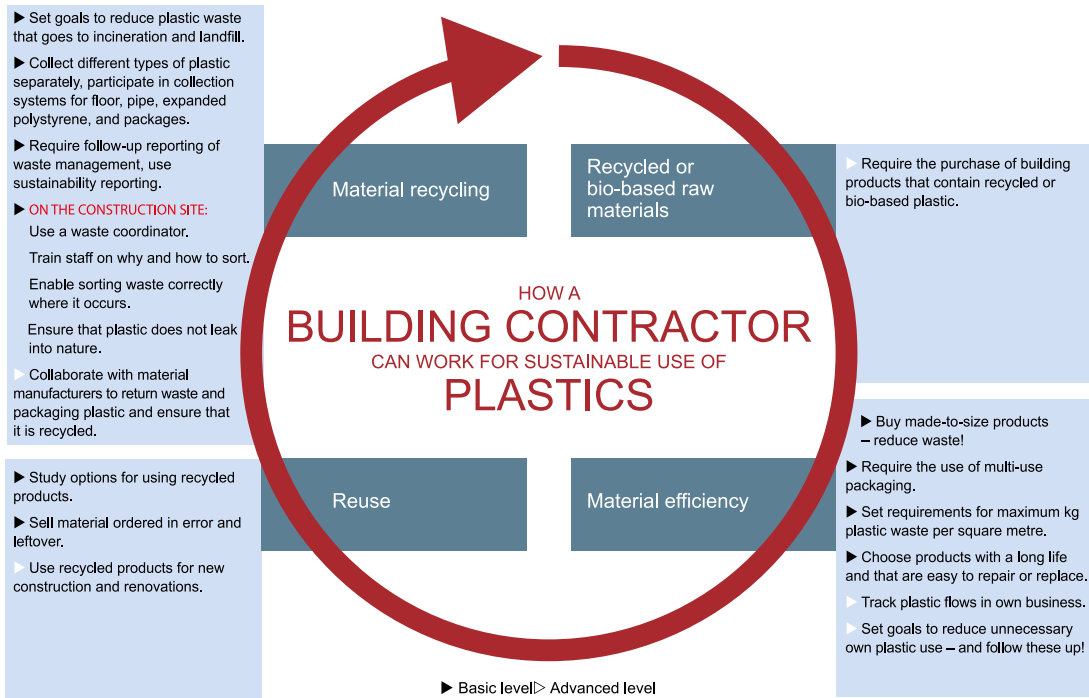 ▶ Set goals to reduce plastic waste
that goes to incineration and landfill.
▶ Collect different types of plastic
separately, participate in collection
systems for floor, pipe, expanded
polystyrene, and packages.
▶ Require follow-up reporting of
waste management, use
sustainability reporting.
▶ ON THE CONSTRUCTION SITE:
Use a waste coordinator.
Train staff on why and how to sort.
Enable sorting waste correctly
where it occurs.
Ensure that plastic does not leak
into nature.
▷ Collaborate with material
manufacturers to return waste and
packaging plastic and ensure that
it is recycled.
Material recycling
Recycled or
bio-based raw
materials
▷ Require the purchase of building
products that contain recycled or
bio-based plastic.
HOW A
BUILDING CONTRACTOR
CAN WORK FOR SUSTAINABLE USE OF
PLASTICS
▶ Study options for using recycled
products.
▶ Sell material ordered in error and
leftover.
▷ Use recycled products for new
construction and renovations.
Reuse
Material efficiency
▶ Buy made-to-size products
– reduce waste!
▶ Require the use of multi-use
packaging.
▶ Set requirements for maximum kg
plastic waste per square metre.
▶ Choose products with a long life
and that are easy to repair or replace.
▷ Track plastic flows in own business.
▷ Set goals to reduce unnecessary
own plastic use – and follow these up!
▶ Basic level▷ Advanced level